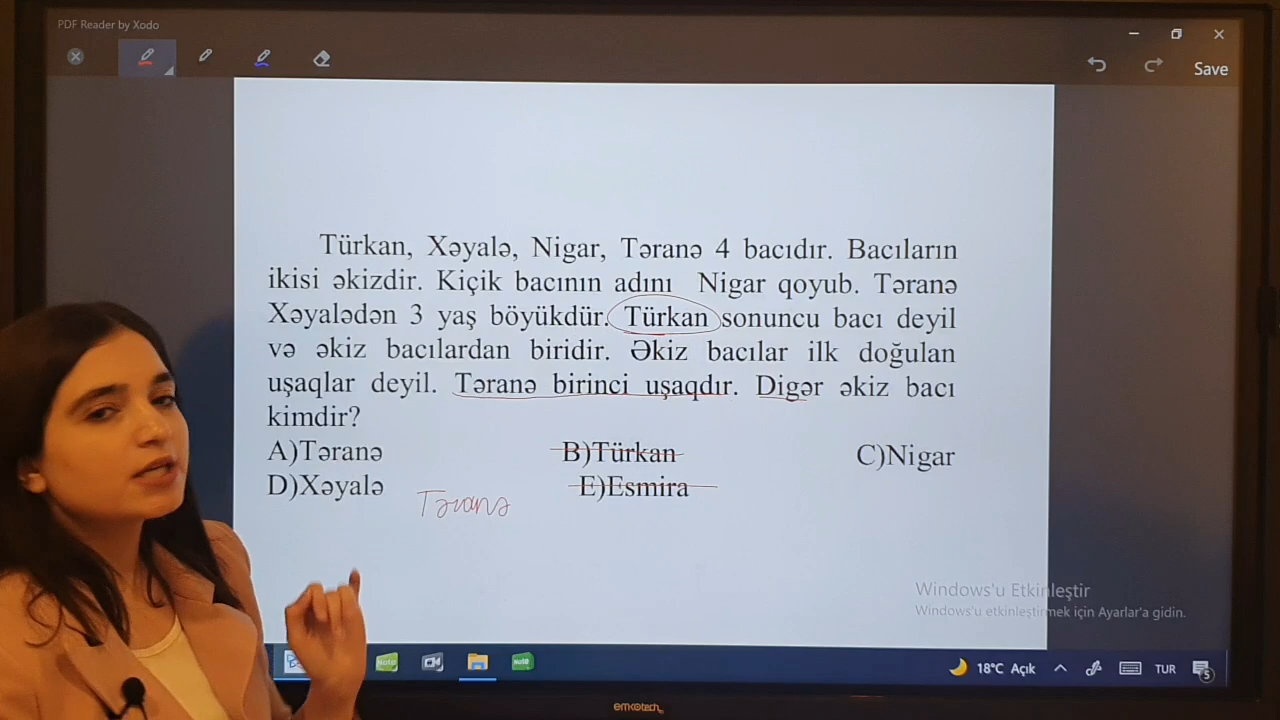 PDF Reader by Xodo
Save
Türkan, Xəyalə, Nigar, Təranə 4 bacıdır. Bacıların
ikisi əkizdir. Kiçik bacının adını Nigar qoyub. Təranə
Xəyalədən 3 yaş böyükdür. Türkan sonuncu bacı deyil
və əkiz bacılardan biridir. Əkiz bacılar ilk doğulan
uşaqlar deyil. Təranə birinci uşaqdır. Digər əkiz bacı
kimdir?
A)Təranə B)Türkan C)Nigar
D)Xəyalə E)Esmira
Təranə
Windows'u Etkinleştir
Windows'u etkinleştirmek için Ayarlar'a gidin.
18°C Açık TUR 5